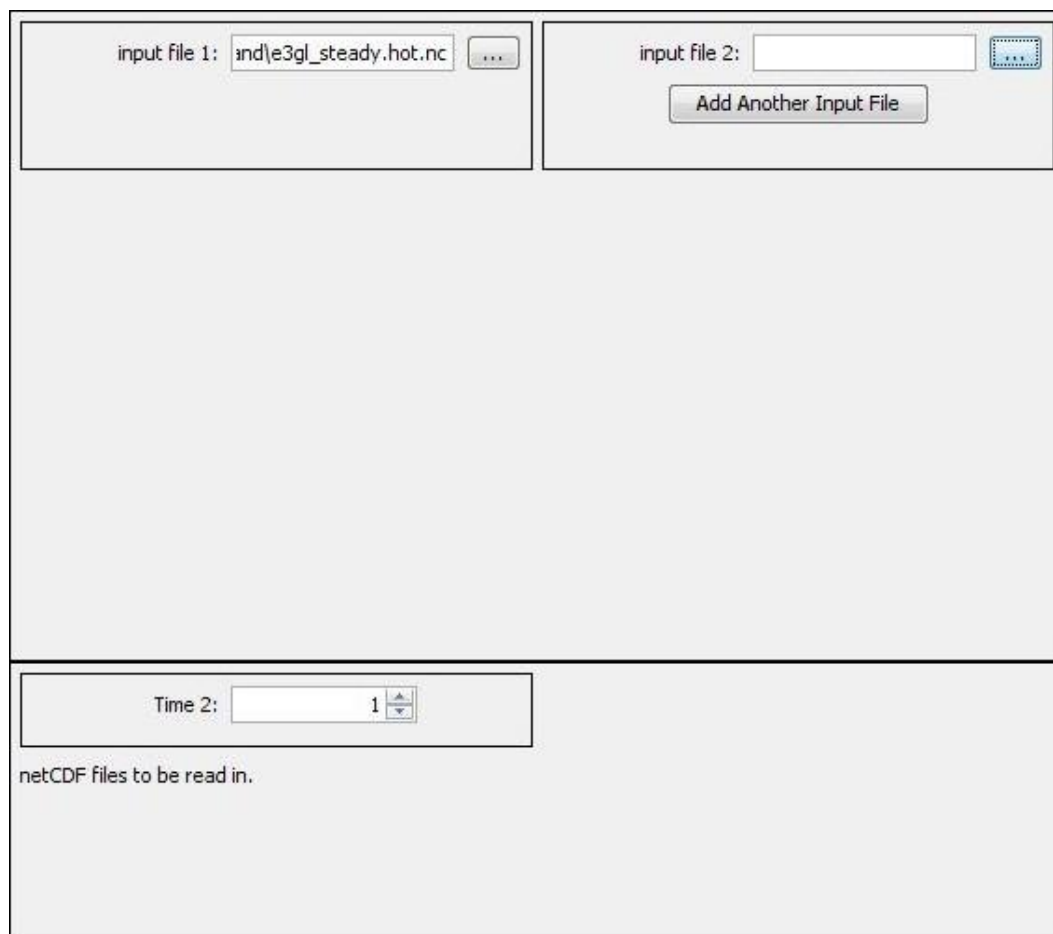 input file 1: and\e3gl_steady.hot.nc ...
input file 2: ...
Add Another Input File
Time 2: 1
netCDF files to be read in.